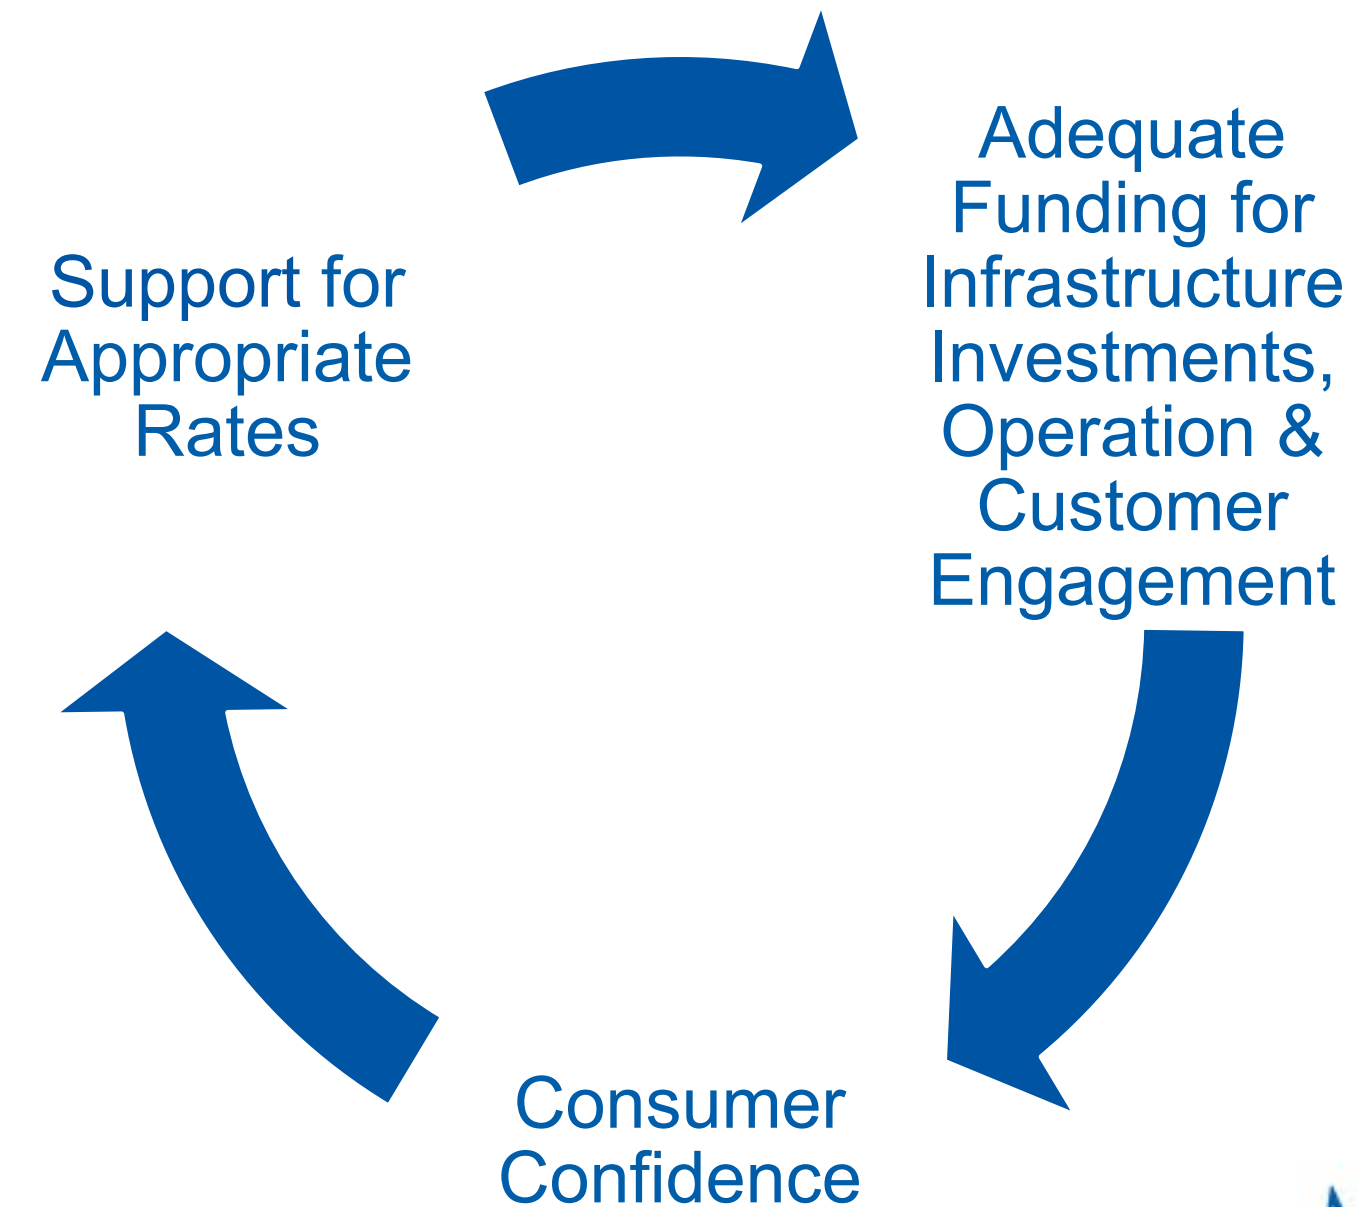 Support for
Appropriate
Rates
Adequate
Funding for
Infrastructure
Investments,
Operation &
Customer
Engagement
Consumer
Confidence